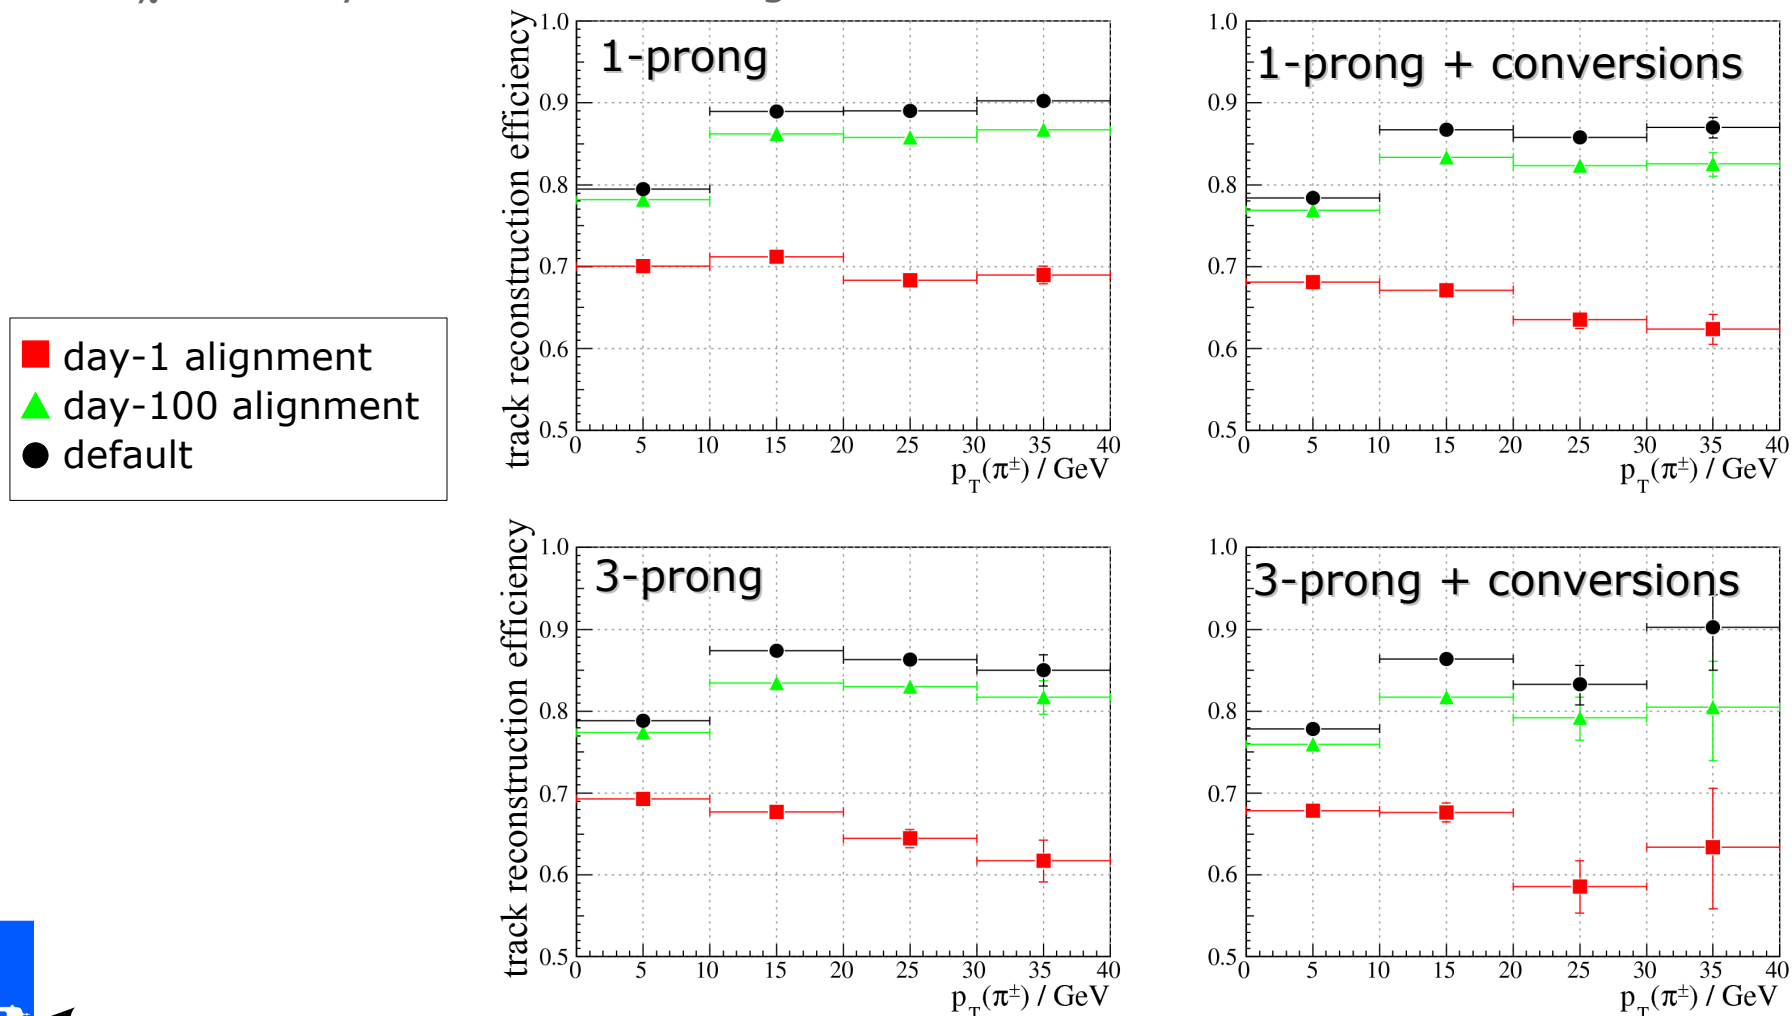 1-prong
track reconstruction efficiency
1.0
0.9
0.8
0.7
0.6
0.5
0 5 10 15 20 25 30 35 40
p_T(π±) / GeV
1-prong + conversions
1.0
0.9
0.8
0.7
0.6
0.5
0 5 10 15 20 25 30 35 40
p_T(π±) / GeV
day-1 alignment
day-100 alignment
default
3-prong
track reconstruction efficiency
1.0
0.9
0.8
0.7
0.6
0.5
0 5 10 15 20 25 30 35 40
p_T(π±) / GeV
3-prong + conversions
1.0
0.9
0.8
0.7
0.6
0.5
0 5 10 15 20 25 30 35 40
p_T(π±) / GeV